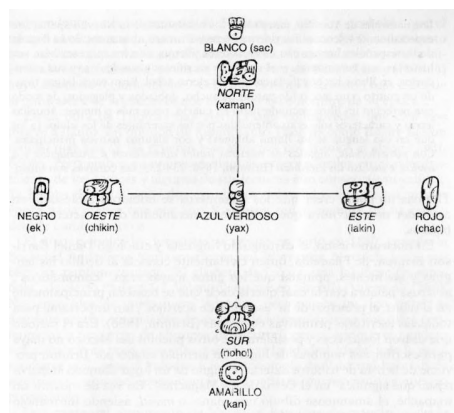 BLANCO (sac)
NORTE
(xaman)
NEGRO
(ek)
OESTE
(chikin)
AZUL VERDOSO
(yax)
ESTE
(lakin)
ROJO
(chac)
SUR
(nohol)
AMARILLO
(kan)